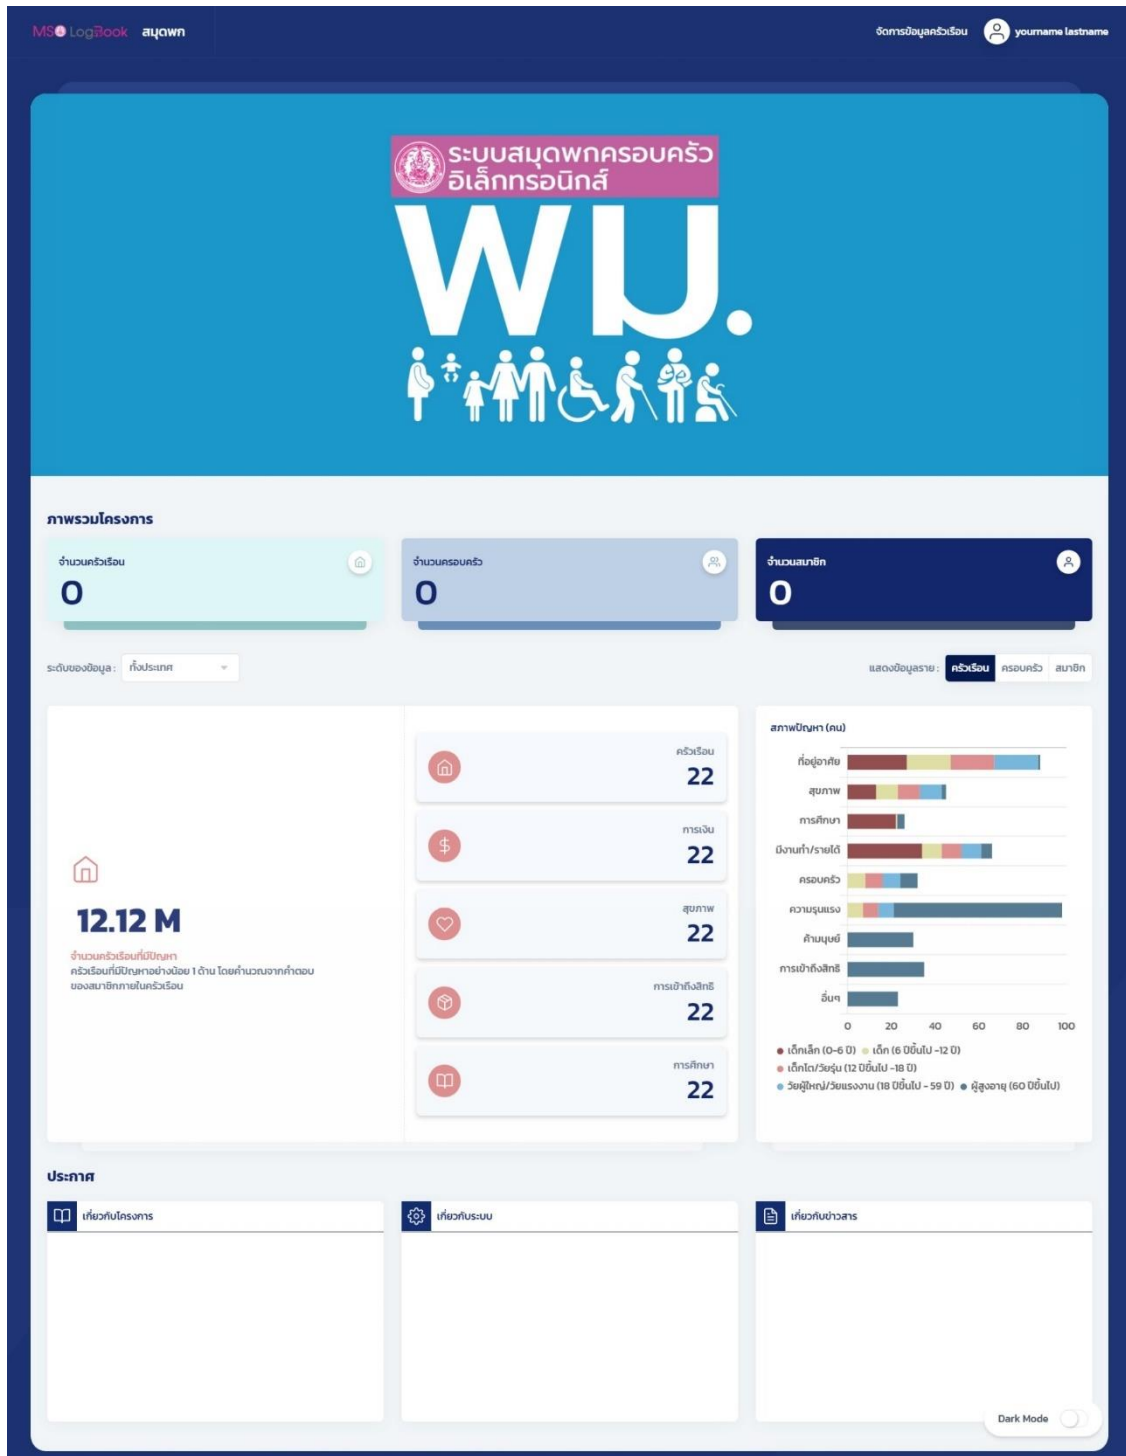 MSO LogBook สมุดพก
จัดการข้อมูลครัวเรือน yourname lastname
ระบบสมุดพกครอบครัว
อิเล็กทรอนิกส์
พม.
ภาพรวมโครงการ
จำนวนครัวเรือน
0
จำนวนครอบครัว
0
จำนวนสมาชิก
0
ระดับของข้อมูล : ทั้งประเทศ
แสดงข้อมูลราย : ครัวเรือน ครอบครัว สมาชิก
12.12 M
จำนวนครัวเรือนที่มีปัญหา
ครัวเรือนที่มีปัญหาอย่างน้อย 1 ด้าน โดยคำนวณจากคำตอบ
ของสมาชิกภายในครัวเรือน
ครัวเรือน
22
การเงิน
22
สุขภาพ
22
การเข้าถึงสิทธิ
22
การศึกษา
22
สภาพปัญหา (คน)
ที่อยู่อาศัย
สุขภาพ
การศึกษา
มีงานทำ/รายได้
ครอบครัว
ความรุนแรง
ค้ามนุษย์
การเข้าถึงสิทธิ
อื่นๆ
0 20 40 60 80 100
เด็กเล็ก (0-6 ปี) เด็ก (6 ปีขึ้นไป -12 ปี)
เด็กโต/วัยรุ่น (12 ปีขึ้นไป -18 ปี)
วัยผู้ใหญ่/วัยแรงงาน (18 ปีขึ้นไป - 59 ปี) ผู้สูงอายุ (60 ปีขึ้นไป)
ประกาศ
เกี่ยวกับโครงการ
เกี่ยวกับระบบ
เกี่ยวกับข่าวสาร
Dark Mode